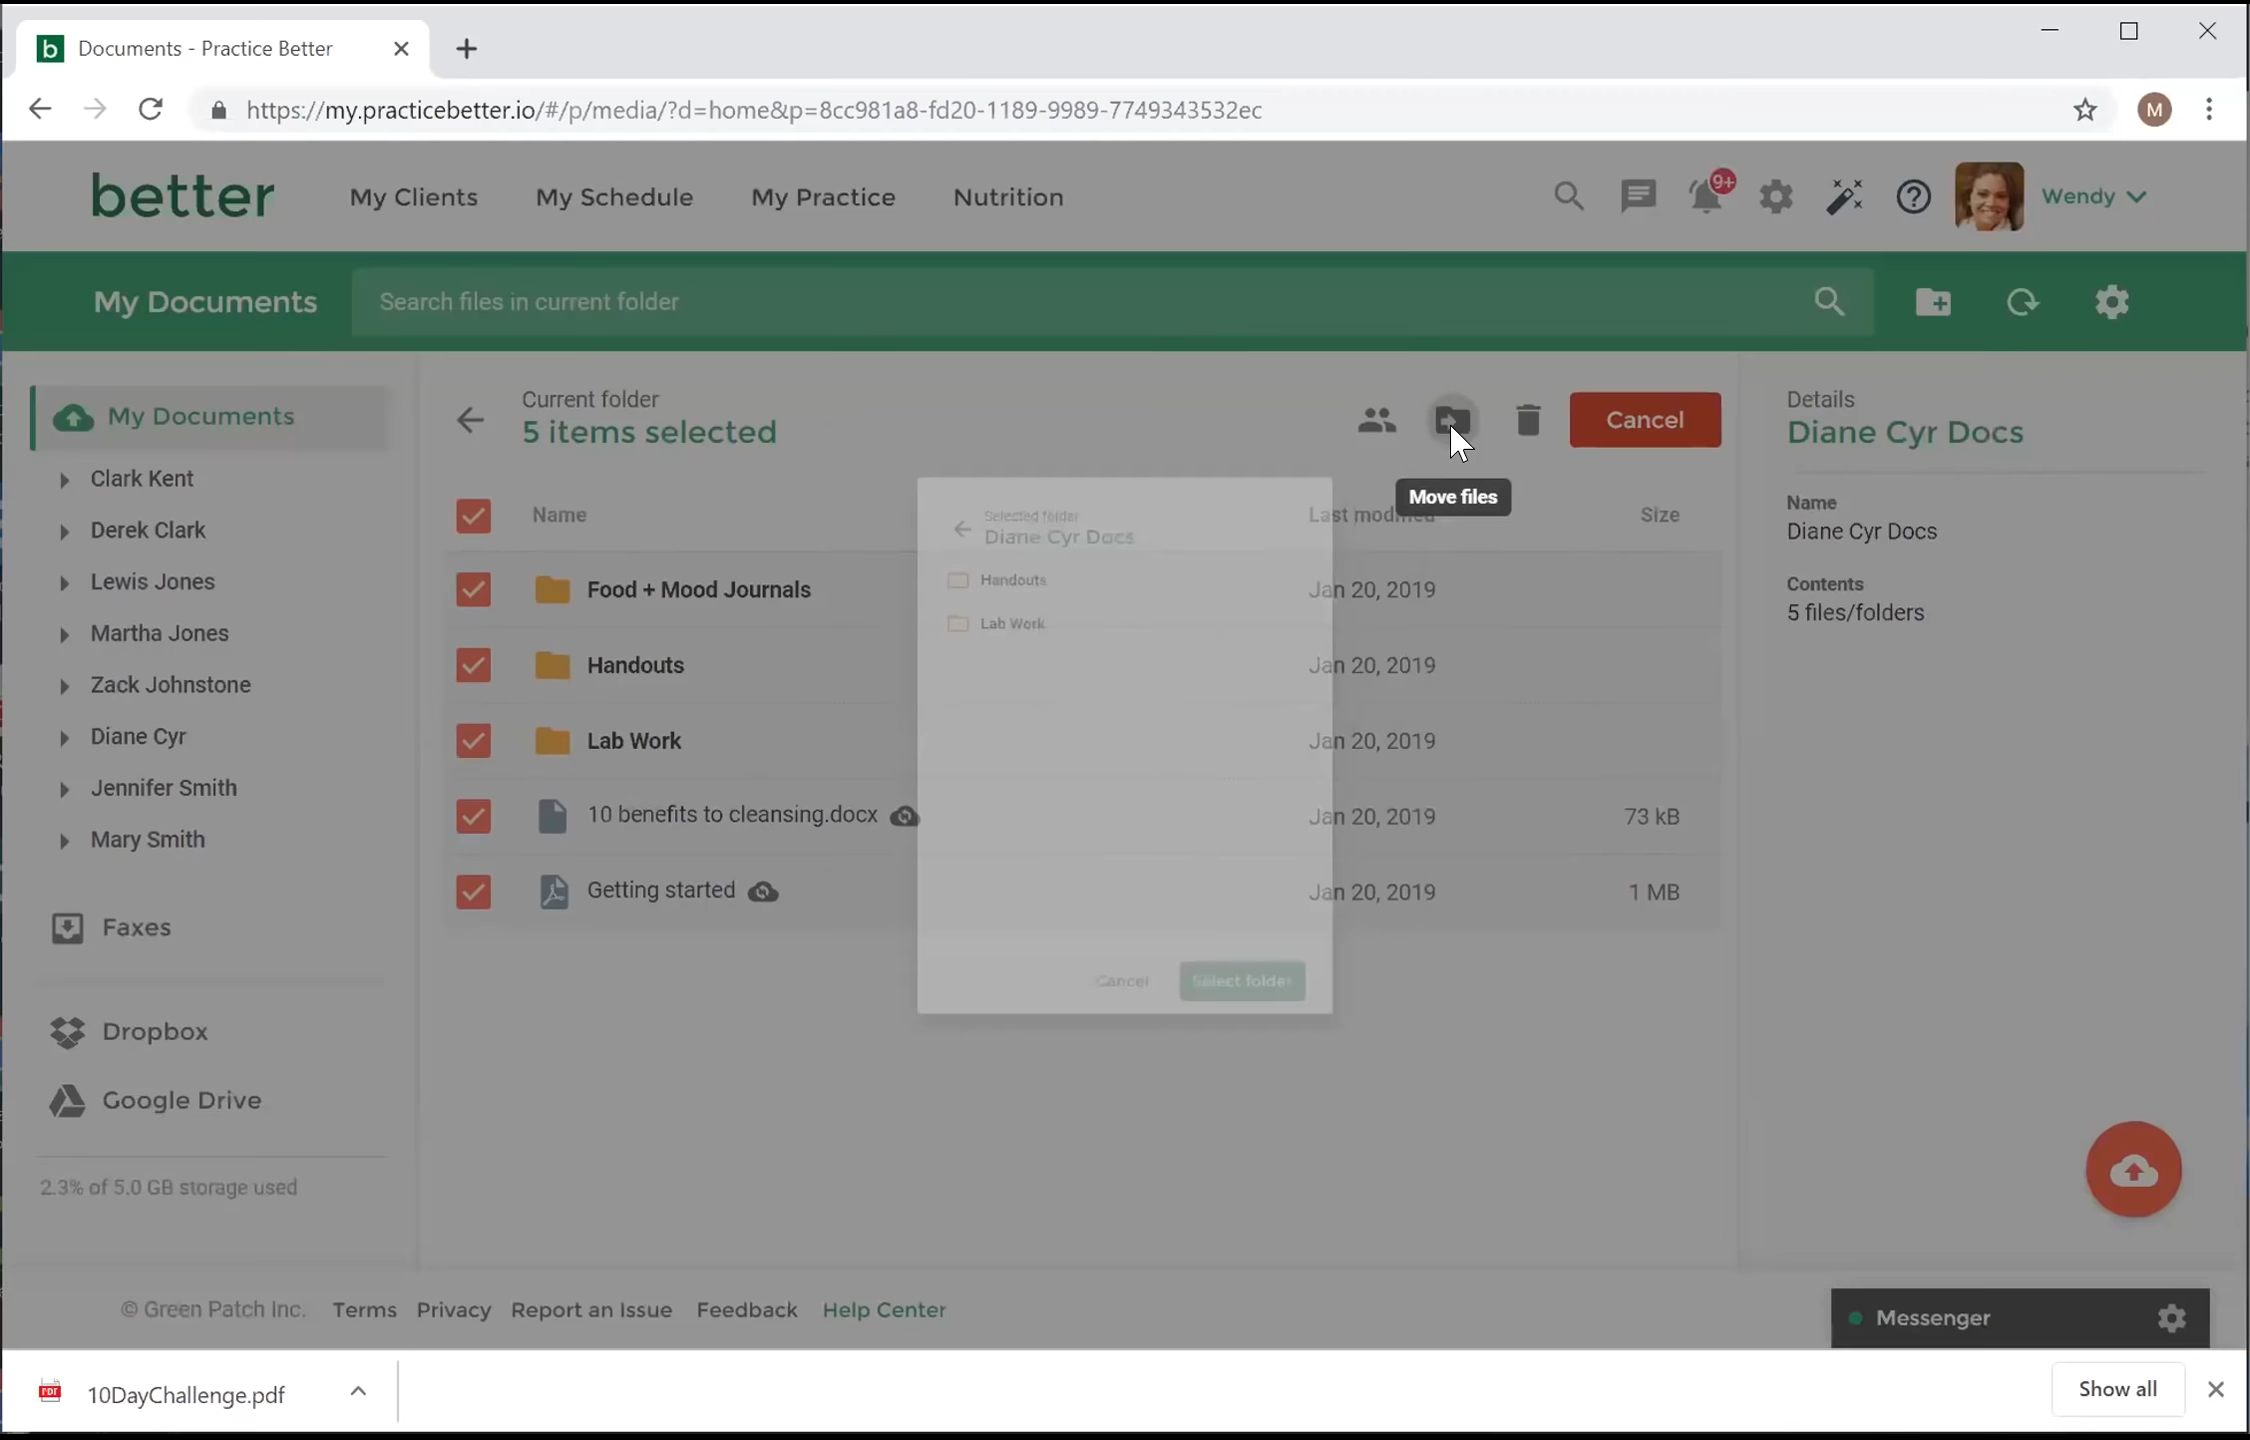 Documents - Practice Better
https://my.practicebetter.io/#/p/media/?d=home&p=8cc981a8-fd20-1189-9989-7749343532ec
M
better
My Clients
My Schedule
My Practice
Nutrition
9+
Wendy
My Documents
Search files in current folder
My Documents
Clark Kent
Derek Clark
Lewis Jones
Martha Jones
Zack Johnstone
Diane Cyr
Jennifer Smith
Mary Smith
Faxes
Dropbox
Google Drive
2.3% of 5.0 GB storage used
Current folder
5 items selected
Cancel
Move files
Name
Last modified
Size
Food + Mood Journals
Jan 20, 2019
Handouts
Jan 20, 2019
Lab Work
Jan 20, 2019
10 benefits to cleansing.docx
Jan 20, 2019
73 kB
Getting started
Jan 20, 2019
1 MB
Selected folder
Diane Cyr Docs
Handouts
Lab Work
Cancel
Select folder
Details
Diane Cyr Docs
Name
Diane Cyr Docs
Contents
5 files/folders
© Green Patch Inc.
Terms
Privacy
Report an Issue
Feedback
Help Center
Messenger
PDF
10DayChallenge.pdf
Show all